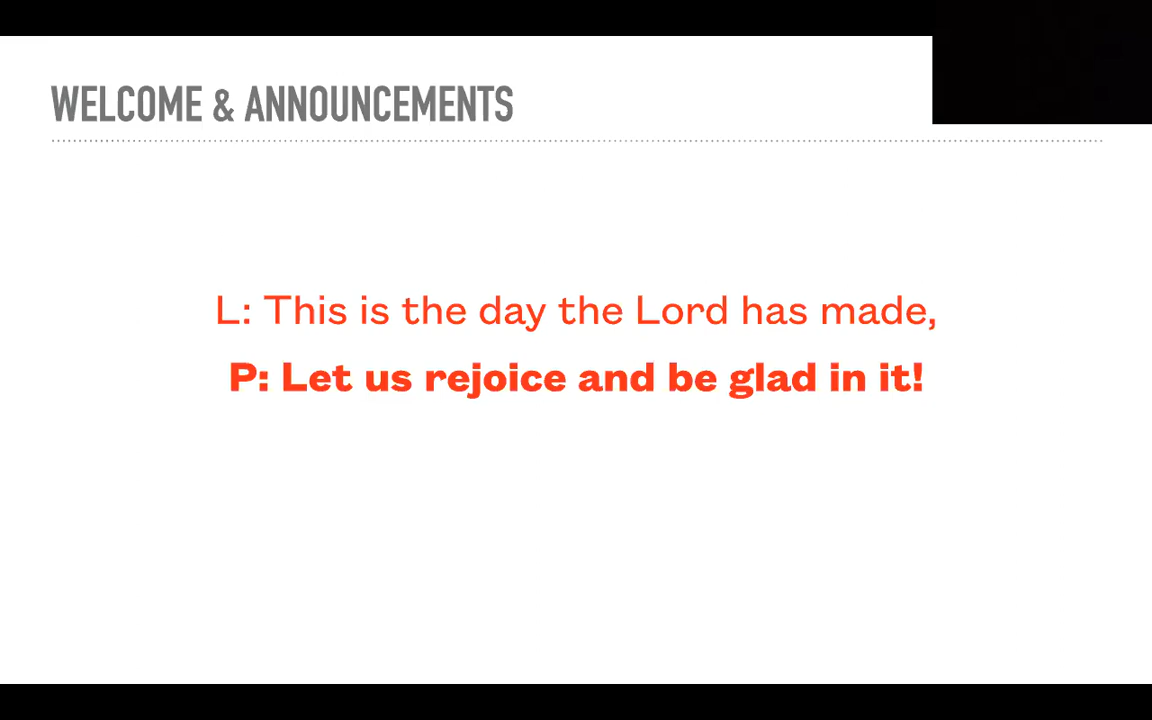 WELCOME & ANNOUNCEMENTS
L: This is the day the Lord has made,
P: Let us rejoice and be glad in it!